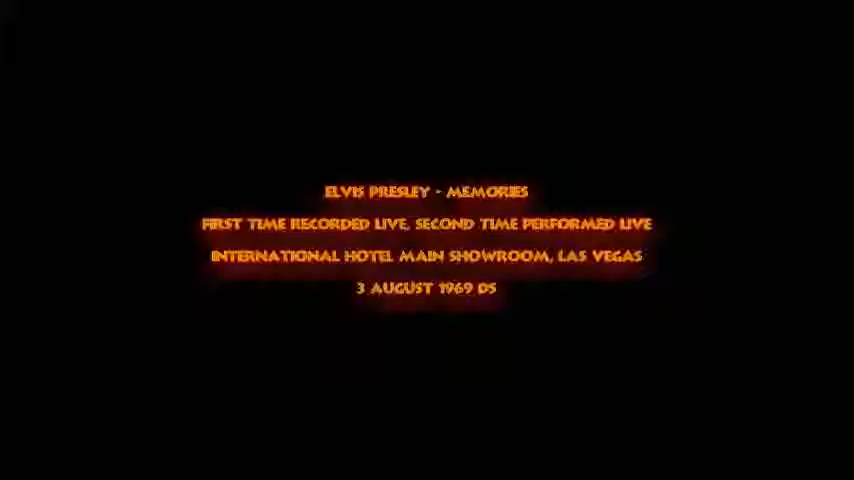 ELVIS PRESLEY - MEMORIES
FIRST TIME RECORDED LIVE, SECOND TIME PERFORMED LIVE
INTERNATIONAL HOTEL MAIN SHOWROOM, LAS VEGAS
3 AUGUST 1969 DS